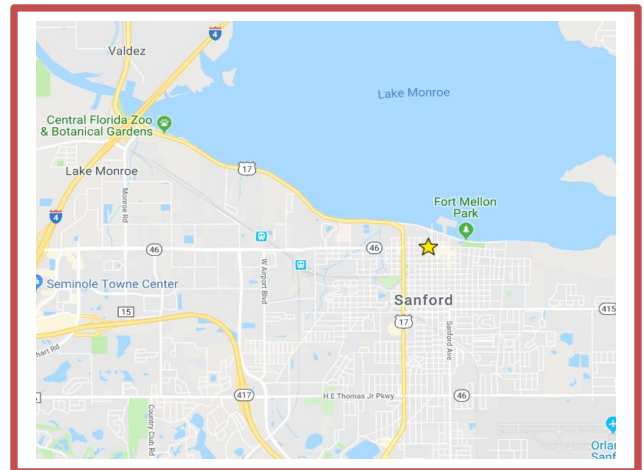 4
Valdez
Lake Monroe
Central Florida Zoo
& Botanical Gardens
17
Lake Monroe
Monroe Rd
Fort Mellon
Park
4
46
46
W Airport Blvd
Seminole Towne Center
Sanford
15
415
17
Sanford Ave
hart Rd
417
H E Thomas Jr Pkwy
46
Country Club Rd
Orlan
Sanf